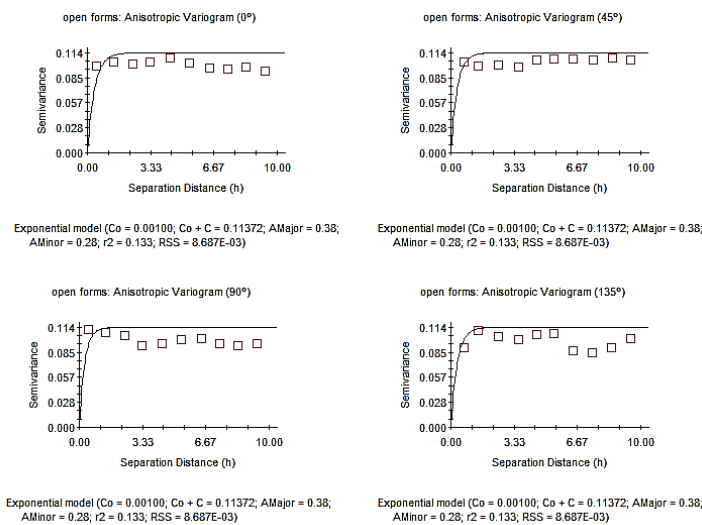 open forms: Anisotropic Variogram (0º)
0.114
0.085
0.057
0.028
0.000
Semivariance
0.00 3.33 6.67 10.00
Separation Distance (h)
Exponential model (Co = 0.00100; Co + C = 0.11372; AMajor = 0.38;
AMinor = 0.28; r2 = 0.133; RSS = 8.687E-03)
open forms: Anisotropic Variogram (45º)
0.114
0.085
0.057
0.028
0.000
Semivariance
0.00 3.33 6.67 10.00
Separation Distance (h)
Exponential model (Co = 0.00100; Co + C = 0.11372; AMajor = 0.38;
AMinor = 0.28; r2 = 0.133; RSS = 8.687E-03)
open forms: Anisotropic Variogram (90º)
0.114
0.085
0.057
0.028
0.000
Semivariance
0.00 3.33 6.67 10.00
Separation Distance (h)
Exponential model (Co = 0.00100; Co + C = 0.11372; AMajor = 0.38;
AMinor = 0.28; r2 = 0.133; RSS = 8.687E-03)
open forms: Anisotropic Variogram (135º)
0.114
0.085
0.057
0.028
0.000
Semivariance
0.00 3.33 6.67 10.00
Separation Distance (h)
Exponential model (Co = 0.00100; Co + C = 0.11372; AMajor = 0.38;
AMinor = 0.28; r2 = 0.133; RSS = 8.687E-03)